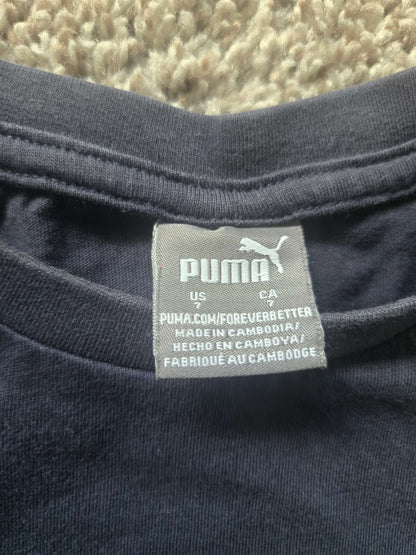 PUMA
US CA
? ?
PUMA.COM/FOREVERBETTER
MADE IN CAMBODIA/
HECHO EN CAMBOYA/
FABRIQUÉ AU CAMBODGE